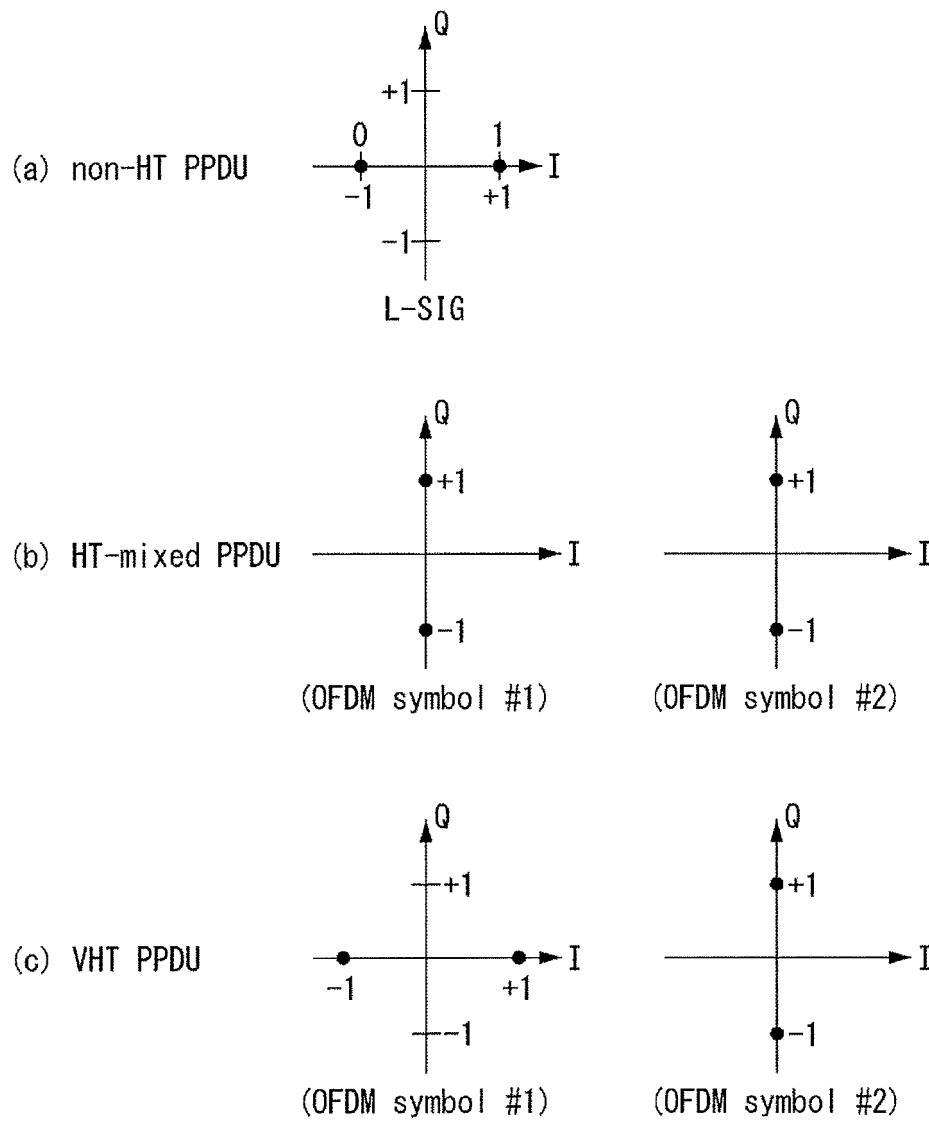 Q
+1
0 1
(a) non-HT PPDU I
-1 +1
-1
L-SIG
Q Q
+1 +1
(b) HT-mixed PPDU I I
-1 -1
(OFDM symbol #1) (OFDM symbol #2)
Q Q
+1 +1
(c) VHT PPDU I I
-1 +1
-1 -1
(OFDM symbol #1) (OFDM symbol #2)